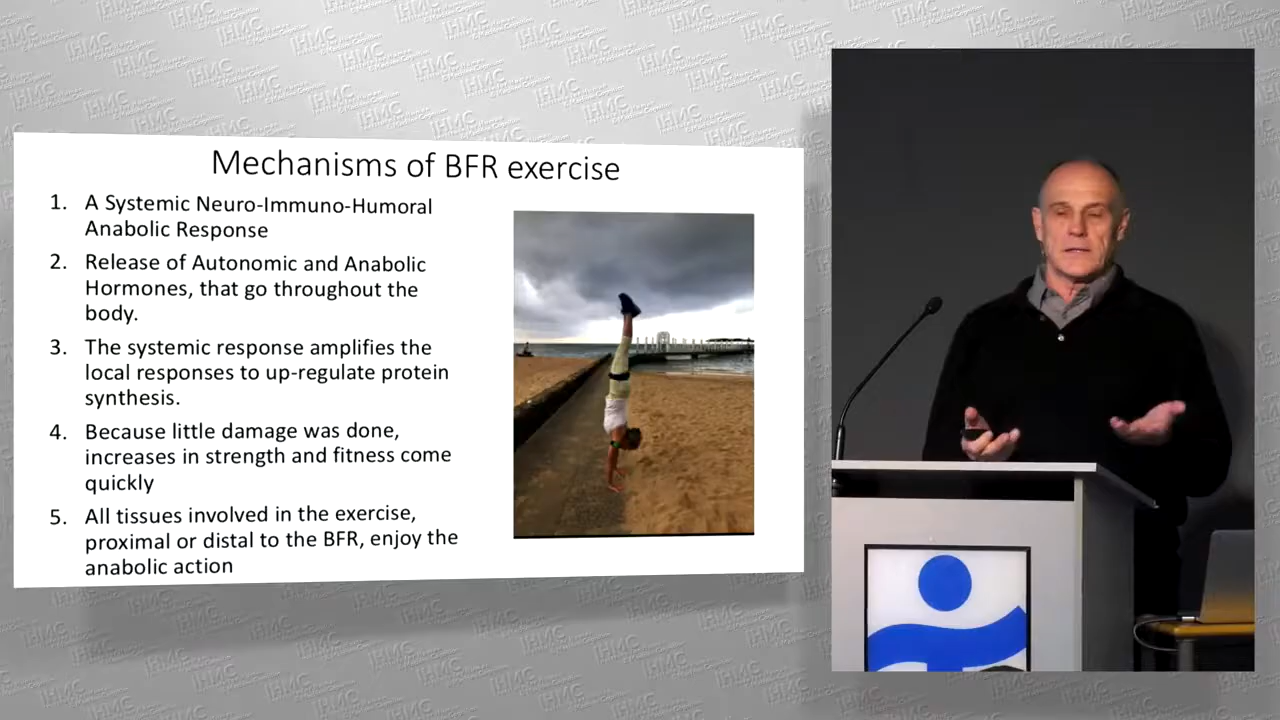 Mechanisms of BFR exercise
1. A Systemic Neuro-Immuno-Humoral
Anabolic Response
2. Release of Autonomic and Anabolic
Hormones, that go throughout the
body.
3. The systemic response amplifies the
local responses to up-regulate protein
synthesis.
4. Because little damage was done,
increases in strength and fitness come
quickly
5. All tissues involved in the exercise,
proximal or distal to the BFR, enjoy the
anabolic action
IHMC